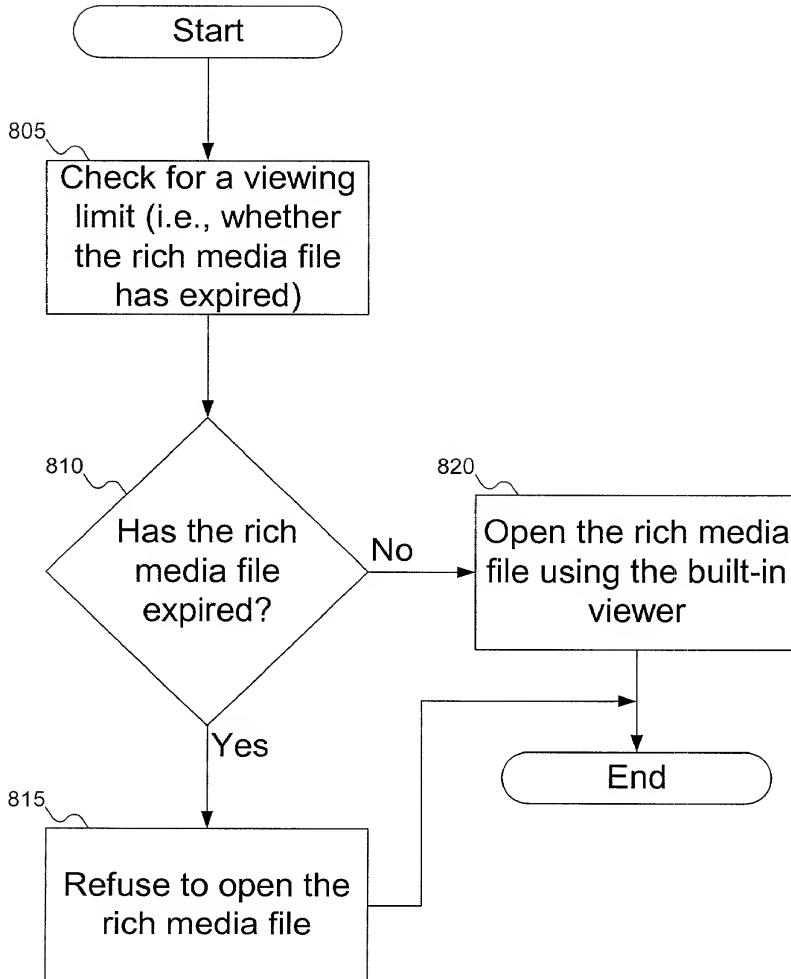 Start
805
Check for a viewing
limit (i.e., whether
the rich media file
has expired)
810
Has the rich
media file
expired?
No
820
Open the rich media
file using the built-in
viewer
Yes
End
815
Refuse to open the
rich media file